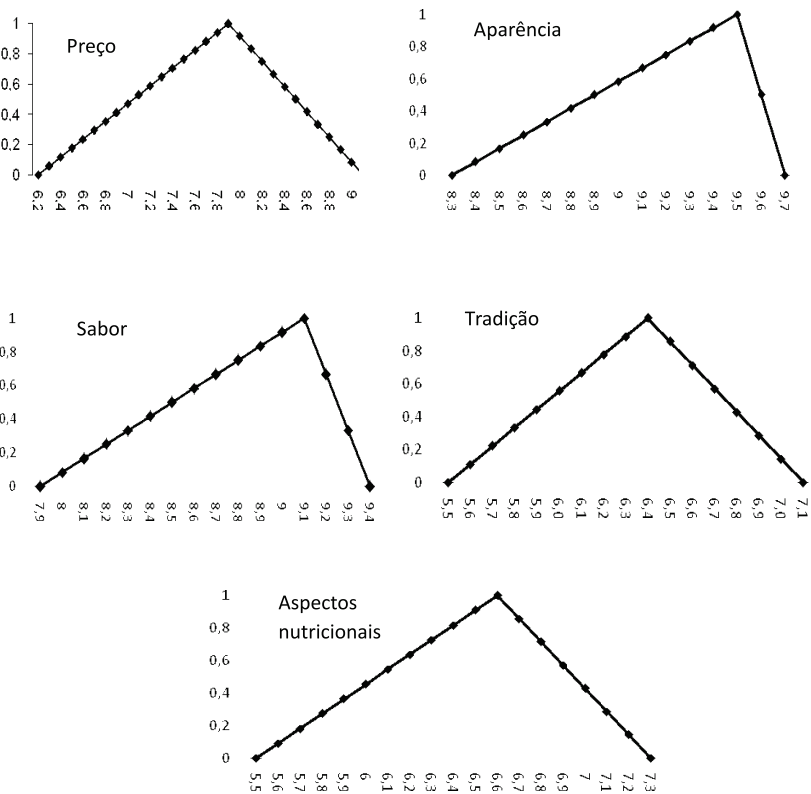 Preço
1
0,8
0,6
0,4
0,2
0
6,2 6,4 6,6 6,8 7 7,2 7,4 7,6 7,8 8 8,2 8,4 8,6 8,8 9
Aparência
1
0,8
0,6
0,4
0,2
0
8,3 8,4 8,5 8,6 8,7 8,8 8,9 9 9,1 9,2 9,3 9,4 9,5 9,6 9,7
Sabor
1
0,8
0,6
0,4
0,2
0
7,9 8 8,1 8,2 8,3 8,4 8,5 8,6 8,7 8,8 8,9 9 9,1 9,2 9,3 9,4
Tradição
1
0,8
0,6
0,4
0,2
0
5,5 5,6 5,7 5,8 5,9 6,0 6,1 6,2 6,3 6,4 6,5 6,6 6,7 6,8 6,9 7,0 7,1
Aspectos
nutricionais
1
0,8
0,6
0,4
0,2
0
5,5 5,6 5,7 5,8 5,9 6 6,1 6,2 6,3 6,4 6,5 6,6 6,7 6,8 6,9 7 7,1 7,2 7,3